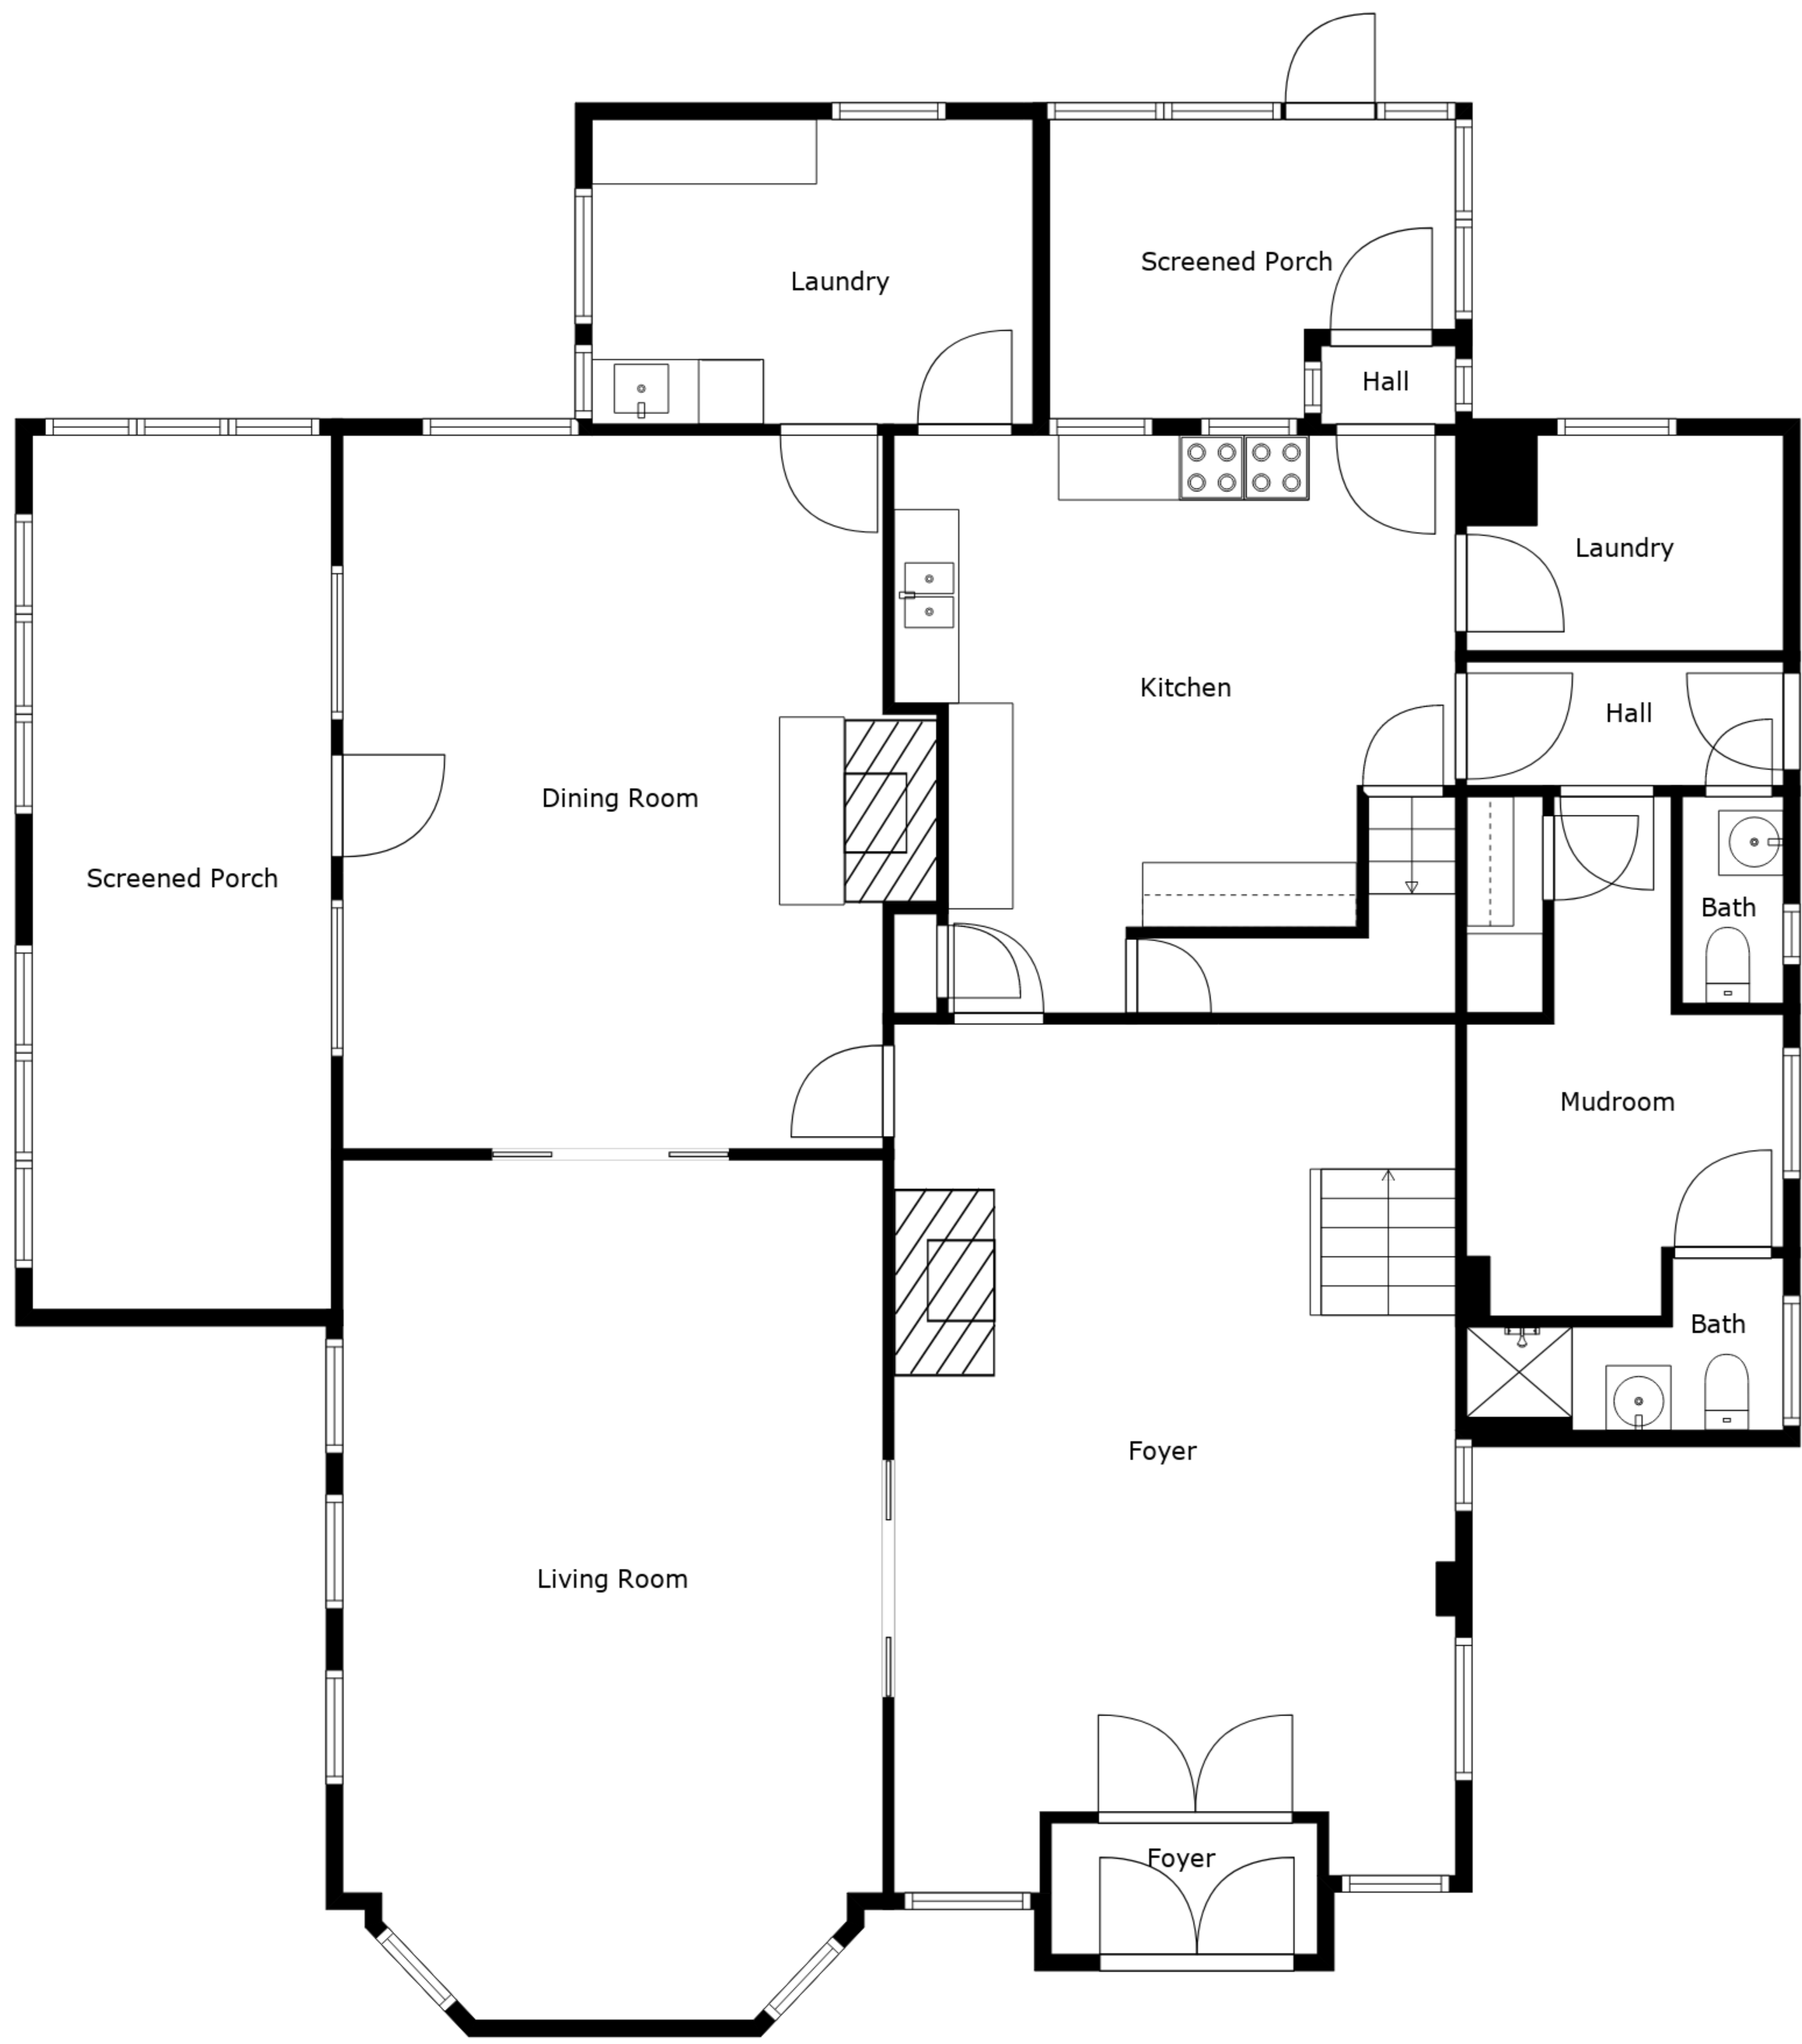 Screened Porch
Laundry
Hall
Laundry
Kitchen
Hall
Dining Room
Screened Porch
Bath
Mudroom
Bath
Foyer
Living Room
Foyer